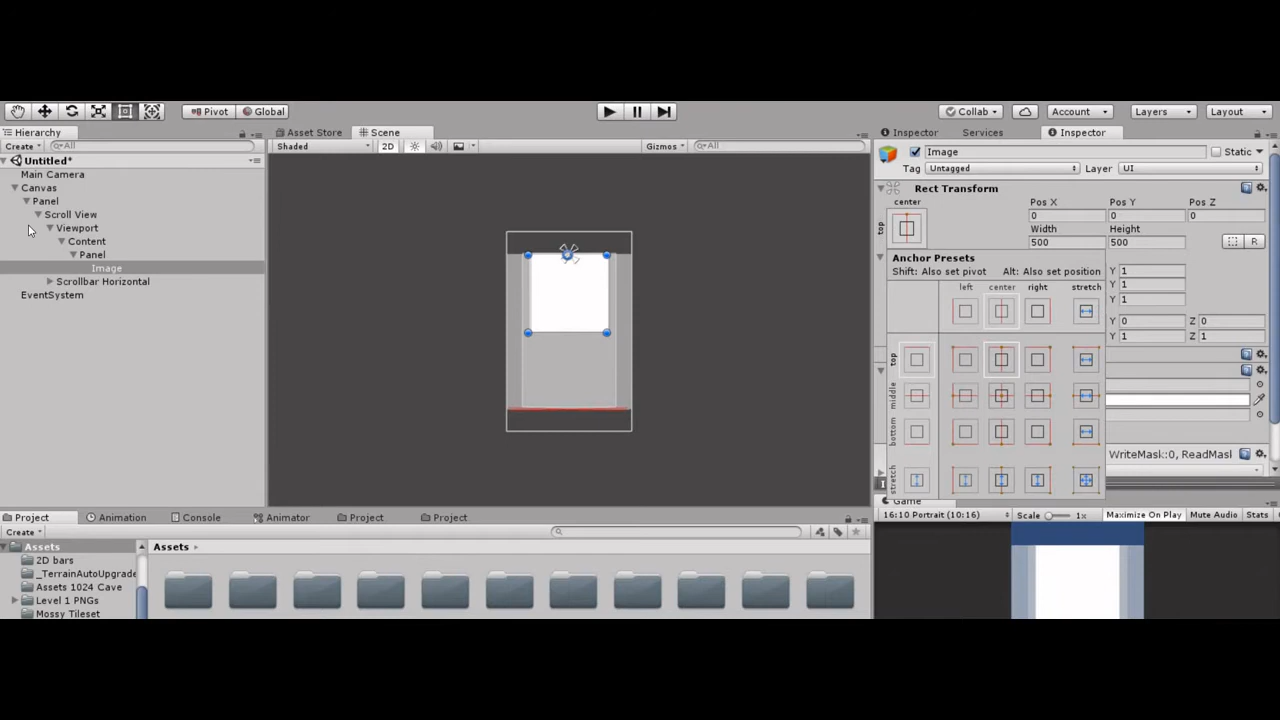 Pivot Global Collab Account Layers Layout
Hierarchy Asset Store Scene Inspector Services Inspector
Create All Shaded 2D Gizmos All Image Static
Untitled* Tag Untagged Layer UI
Main Camera
Canvas Rect Transform
Panel center Pos X Pos Y Pos Z
Scroll View top 0 0 0
Viewport Width Height
Content 500 500 R
Panel Anchor Presets
Image Shift: Also set pivot Alt: Also set position Y 1
Scrollbar Horizontal left center right stretch Y 1
EventSystem Y 1
Y 0 Z 0
Y 1 Z 1
top
middle
bottom
WriteMask::0, ReadMask
stretch
Game
Project Animation Console Animator Project Project 16:10 Portrait (10:16) Scale 1x Maximize On Play Mute Audio Stats
Create
Assets Assets
2D bars
_TerrainAutoUpgrade
Assets 1024 Cave
Level 1 PNGs
Mossy Tileset